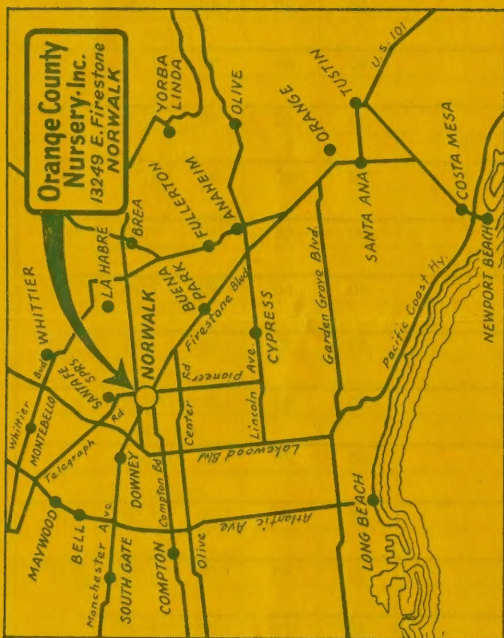 Orange County
Nursery·Inc.
13249 E. Firestone
NORWALK
WHITTIER
Whittier Bvd
MONTEBELLO
Telegraph Rd
SANTA FE
SPRS
LA HABRE
BREA
YORBA
LINDA
MAYWOOD
BELL
Manchester Ave
SOUTH GATE
DOWNEY
NORWALK
BUENA
PARK
FULLERTON
ANAHEIM
OLIVE
Firestone Blvd
COMPTON
Compton Bd
Olive
Center
Rd
Pioneer
Lincoln
Ave
CYPRESS
Lakewood Blvd
Atlantic Ave
Garden Grove Blvd.
ORANGE
TUSTIN
U.S. 101
SANTA ANA
LONG BEACH
Pacific Coast Hy.
COSTA MESA
NEWPORT BEACH